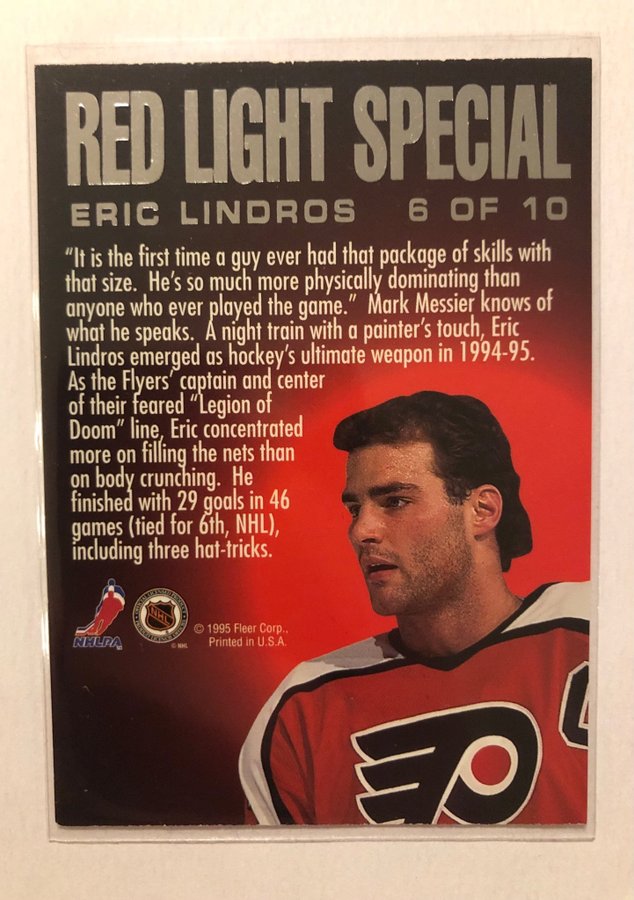 RED LIGHT SPECIAL
ERIC LINDROS 6 OF 10
"It is the first time a guy ever had that package of skills with
that size. He's so much more physically dominating than
anyone who ever played the game." Mark Messier knows of
what he speaks. A night train with a painter's touch, Eric
Lindros emerged as hockey's ultimate weapon in 1994-95.
As the Flyers' captain and center
of their feared "Legion of
Doom" line, Eric concentrated
more on filling the nets than
on body crunching. He
finished with 29 goals in 46
games (tied for 6th, NHL),
including three hat-tricks.
NHLPA
NHL
© NHL
© 1995 Fleer Corp.,
Printed in U.S.A.